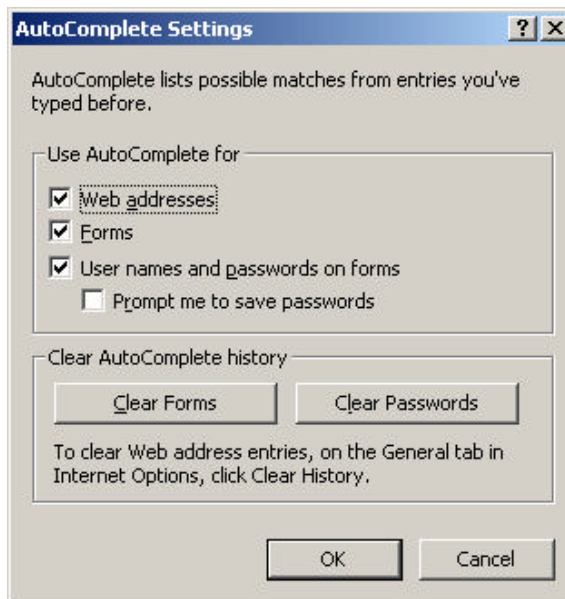 AutoComplete Settings
AutoComplete lists possible matches from entries you've
typed before.
Use AutoComplete for
Web addresses
Forms
User names and passwords on forms
Prompt me to save passwords
Clear AutoComplete history
Clear Forms
Clear Passwords
To clear Web address entries, on the General tab in
Internet Options, click Clear History.
OK
Cancel